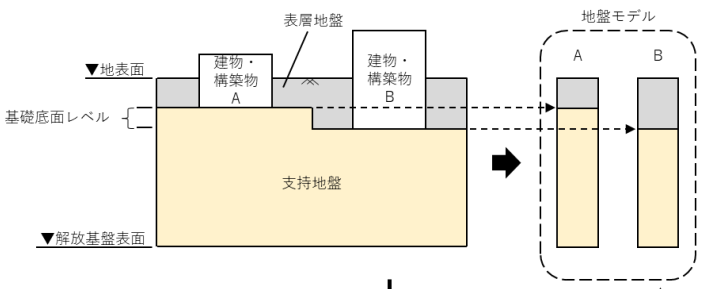 表層地盤
地盤モデル
▼地表面
建物・
構築物
A
建物・
構築物
B
A
B
基礎底面レベル
支持地盤
▼解放基盤表面